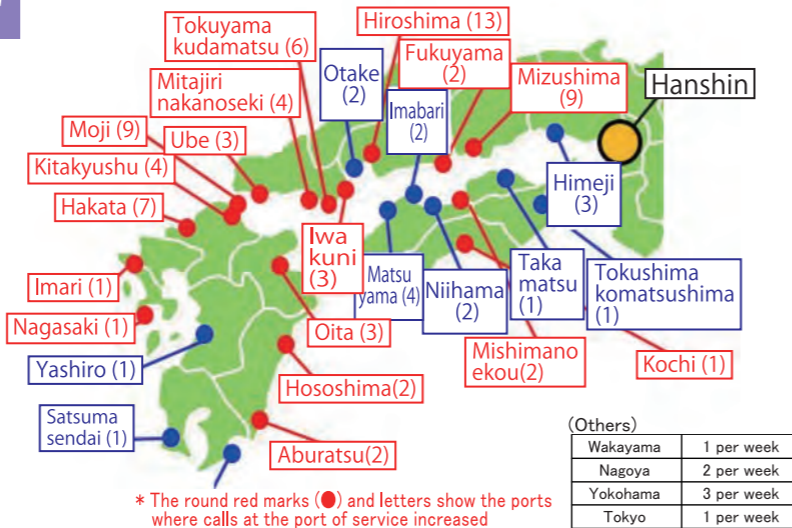 Tokuyama
kudamatsu (6)
Hiroshima (13)
Otake
(2)
Fukuyama
(2)
Mizushima
(9)
Hanshin
Mitajiri
nakanoseki (4)
Imabari
(2)
Moji (9)
Ube (3)
Kitakyushu (4)
Hakata (7)
Himeji
(3)
Iwa
kuni
(3)
Matsu
yama (4)
Niihama
(2)
Taka
matsu
(1)
Tokushima
komatsushima
(1)
Imari (1)
Nagasaki (1)
Oita (3)
Mishimano
ekou(2)
Kochi (1)
Yashiro (1)
Hososhima(2)
Satsuma
sendai (1)
Aburatsu(2)
(Others)
Wakayama 1 per week
Nagoya 2 per week
Yokohama 3 per week
Tokyo 1 per week
* The round red marks (●) and letters show the ports
where calls at the port of service increased